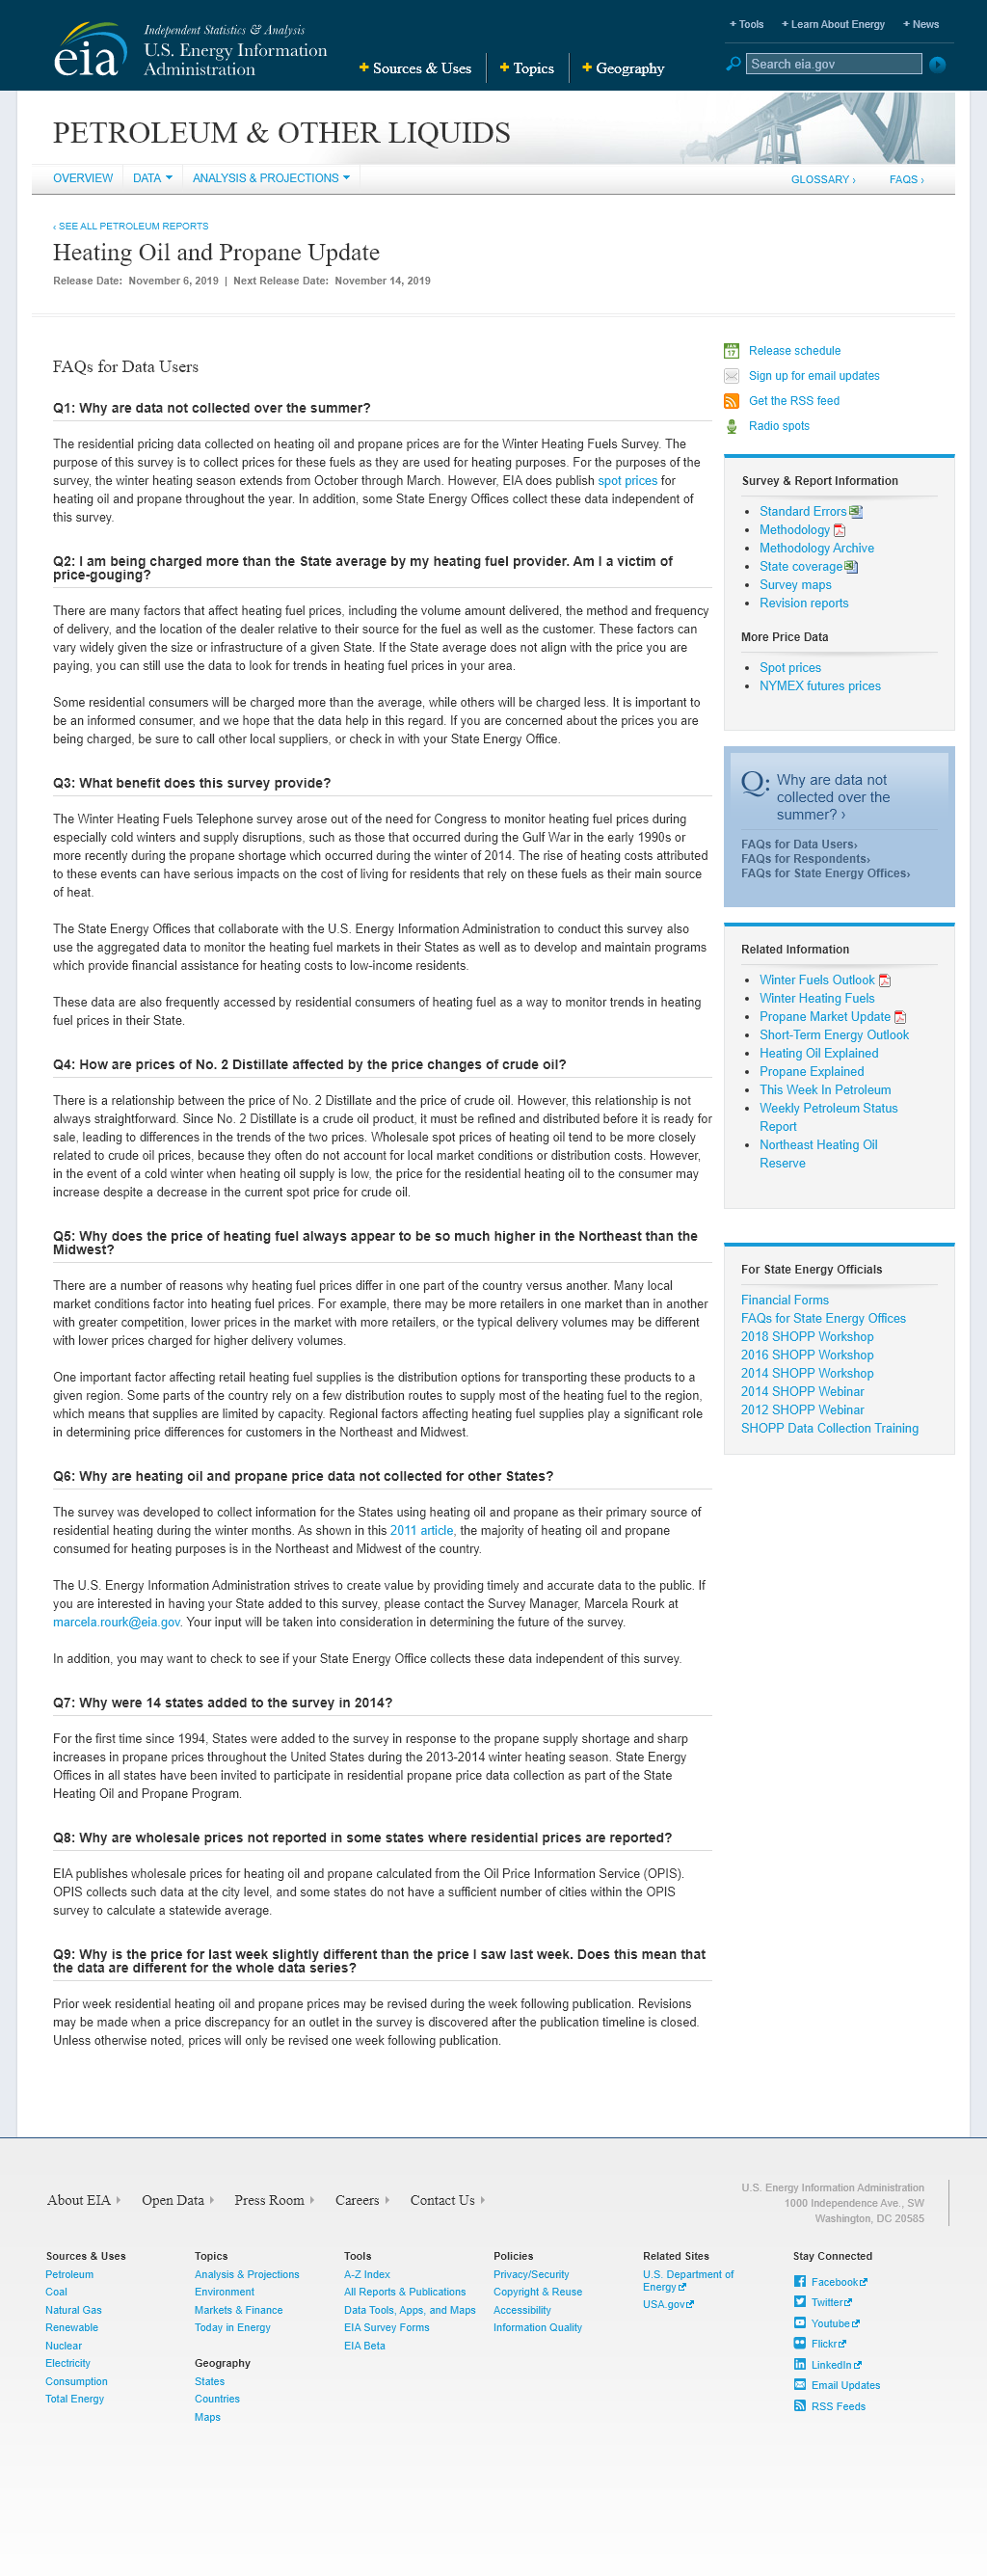 Independent Statistics & Analysis
U.S. Energy Information
Administration
eia
+ Tools + Learn About Energy + News
+ Sources & Uses + Topics + Geography
Search eia.gov
PETROLEUM & OTHER LIQUIDS
OVERVIEW DATA ANALYSIS & PROJECTIONS GLOSSARY › FAQS ›
‹ SEE ALL PETROLEUM REPORTS
Heating Oil and Propane Update
Release Date: November 6, 2019 | Next Release Date: November 14, 2019
FAQs for Data Users
Q1: Why are data not collected over the summer?
The residential pricing data collected on heating oil and propane prices are for the Winter Heating Fuels Survey. The
purpose of this survey is to collect prices for these fuels as they are used for heating purposes. For the purposes of the
survey, the winter heating season extends from October through March. However, EIA does publish spot prices for
heating oil and propane throughout the year. In addition, some State Energy Offices collect these data independent of
this survey.
Q2: I am being charged more than the State average by my heating fuel provider. Am I a victim of
price-gouging?
There are many factors that affect heating fuel prices, including the volume amount delivered, the method and frequency
of delivery, and the location of the dealer relative to their source for the fuel as well as the customer. These factors can
vary widely given the size or infrastructure of a given State. If the State average does not align with the price you are
paying, you can still use the data to look for trends in heating fuel prices in your area.
Some residential consumers will be charged more than the average, while others will be charged less. It is important to
be an informed consumer, and we hope that the data help in this regard. If you are concerned about the prices you are
being charged, be sure to call other local suppliers, or check in with your State Energy Office.
Q3: What benefit does this survey provide?
The Winter Heating Fuels Telephone survey arose out of the need for Congress to monitor heating fuel prices during
especially cold winters and supply disruptions, such as those that occurred during the Gulf War in the early 1990s or
more recently during the propane shortage which occurred during the winter of 2014. The rise of heating costs attributed
to these events can have serious impacts on the cost of living for residents that rely on these fuels as their main source
of heat.
The State Energy Offices that collaborate with the U.S. Energy Information Administration to conduct this survey also
use the aggregated data to monitor the heating fuel markets in their States as well as to develop and maintain programs
which provide financial assistance for heating costs to low-income residents.
These data are also frequently accessed by residential consumers of heating fuel as a way to monitor trends in heating
fuel prices in their State.
Q4: How are prices of No. 2 Distillate affected by the price changes of crude oil?
There is a relationship between the price of No. 2 Distillate and the price of crude oil. However, this relationship is not
always straightforward. Since No. 2 Distillate is a crude oil product, it must be refined and distributed before it is ready for
sale, leading to differences in the trends of the two prices. Wholesale spot prices of heating oil tend to be more closely
related to crude oil prices, because they often do not account for local market conditions or distribution costs. However,
in the event of a cold winter when heating oil supply is low, the price for the residential heating oil to the consumer may
increase despite a decrease in the current spot price for crude oil.
Q5: Why does the price of heating fuel always appear to be so much higher in the Northeast than the
Midwest?
There are a number of reasons why heating fuel prices differ in one part of the country versus another. Many local
market conditions factor into heating fuel prices. For example, there may be more retailers in one market than in another
with greater competition, lower prices in the market with more retailers, or the typical delivery volumes may be different
with lower prices charged for higher delivery volumes.
One important factor affecting retail heating fuel supplies is the distribution options for transporting these products to a
given region. Some parts of the country rely on a few distribution routes to supply most of the heating fuel to the region,
which means that supplies are limited by capacity. Regional factors affecting heating fuel supplies play a significant role
in determining price differences for customers in the Northeast and Midwest.
Q6: Why are heating oil and propane price data not collected for other States?
The survey was developed to collect information for the States using heating oil and propane as their primary source of
residential heating during the winter months. As shown in this 2011 article, the majority of heating oil and propane
consumed for heating purposes is in the Northeast and Midwest of the country.
The U.S. Energy Information Administration strives to create value by providing timely and accurate data to the public. If
you are interested in having your State added to this survey, please contact the Survey Manager, Marcela Rourk at
marcela.rourk@eia.gov. Your input will be taken into consideration in determining the future of the survey.
In addition, you may want to check to see if your State Energy Office collects these data independent of this survey.
Q7: Why were 14 states added to the survey in 2014?
For the first time since 1994, States were added to the survey in response to the propane supply shortage and sharp
increases in propane prices throughout the United States during the 2013-2014 winter heating season. State Energy
Offices in all states have been invited to participate in residential propane price data collection as part of the State
Heating Oil and Propane Program.
Q8: Why are wholesale prices not reported in some states where residential prices are reported?
EIA publishes wholesale prices for heating oil and propane calculated from the Oil Price Information Service (OPIS).
OPIS collects such data at the city level, and some states do not have a sufficient number of cities within the OPIS
survey to calculate a statewide average.
Q9: Why is the price for last week slightly different than the price I saw last week. Does this mean that
the data are different for the whole data series?
Prior week residential heating oil and propane prices may be revised during the week following publication. Revisions
may be made when a price discrepancy for an outlet in the survey is discovered after the publication timeline is closed.
Unless otherwise noted, prices will only be revised one week following publication.
JAN
17
Release schedule
Sign up for email updates
Get the RSS feed
Radio spots
Survey & Report Information
Standard Errors
Methodology
Methodology Archive
State coverage
Survey maps
Revision reports
More Price Data
Spot prices
NYMEX futures prices
Q: Why are data not
collected over the
summer? ›
FAQs for Data Users›
FAQs for Respondents›
FAQs for State Energy Offices›
Related Information
Winter Fuels Outlook
Winter Heating Fuels
Propane Market Update
Short-Term Energy Outlook
Heating Oil Explained
Propane Explained
This Week In Petroleum
Weekly Petroleum Status
Report
Northeast Heating Oil
Reserve
For State Energy Officials
Financial Forms
FAQs for State Energy Offices
2018 SHOPP Workshop
2016 SHOPP Workshop
2014 SHOPP Workshop
2014 SHOPP Webinar
2012 SHOPP Webinar
SHOPP Data Collection Training
About EIA Open Data Press Room Careers Contact Us
U.S. Energy Information Administration
1000 Independence Ave., SW
Washington, DC 20585
Sources & Uses
Petroleum
Coal
Natural Gas
Renewable
Nuclear
Electricity
Consumption
Total Energy
Topics
Analysis & Projections
Environment
Markets & Finance
Today in Energy
Geography
States
Countries
Maps
Tools
A-Z Index
All Reports & Publications
Data Tools, Apps, and Maps
EIA Survey Forms
EIA Beta
Policies
Privacy/Security
Copyright & Reuse
Accessibility
Information Quality
Related Sites
U.S. Department of
Energy
USA.gov
Stay Connected
Facebook
Twitter
Youtube
Flickr
LinkedIn
Email Updates
RSS Feeds